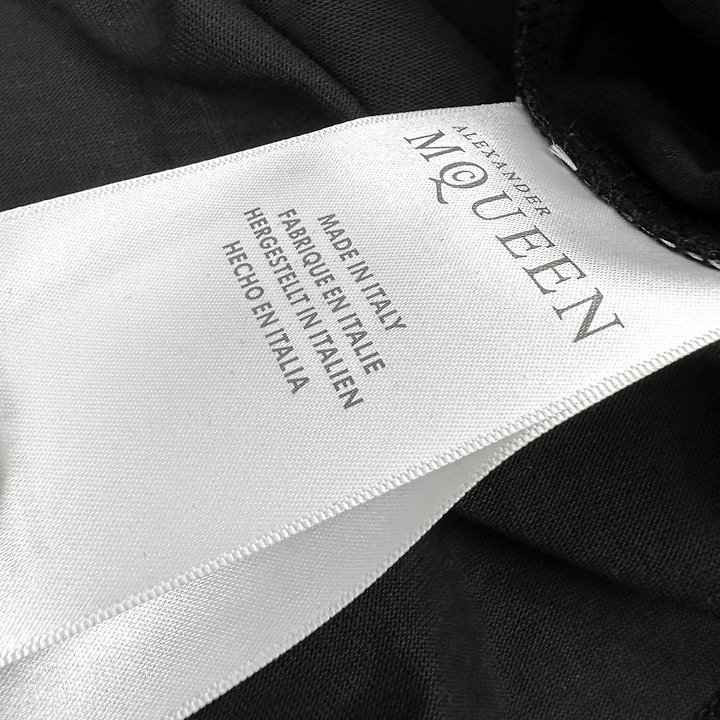 ALEXANDER
McQUEEN
MADE IN ITALY
FABRIQUE EN ITALIE
HERGESTELLT IN ITALIEN
HECHO EN ITALIA